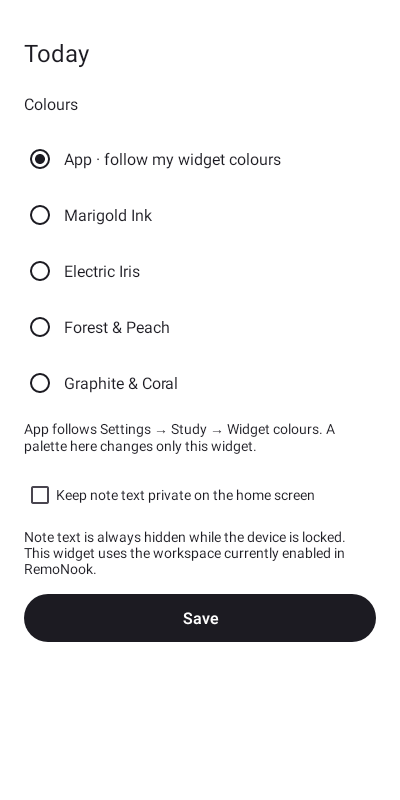 Today
Colours
App · follow my widget colours
Marigold Ink
Electric Iris
Forest & Peach
Graphite & Coral
App follows Settings → Study → Widget colours. A
palette here changes only this widget.
Keep note text private on the home screen
Note text is always hidden while the device is locked.
This widget uses the workspace currently enabled in
RemoNook.
Save